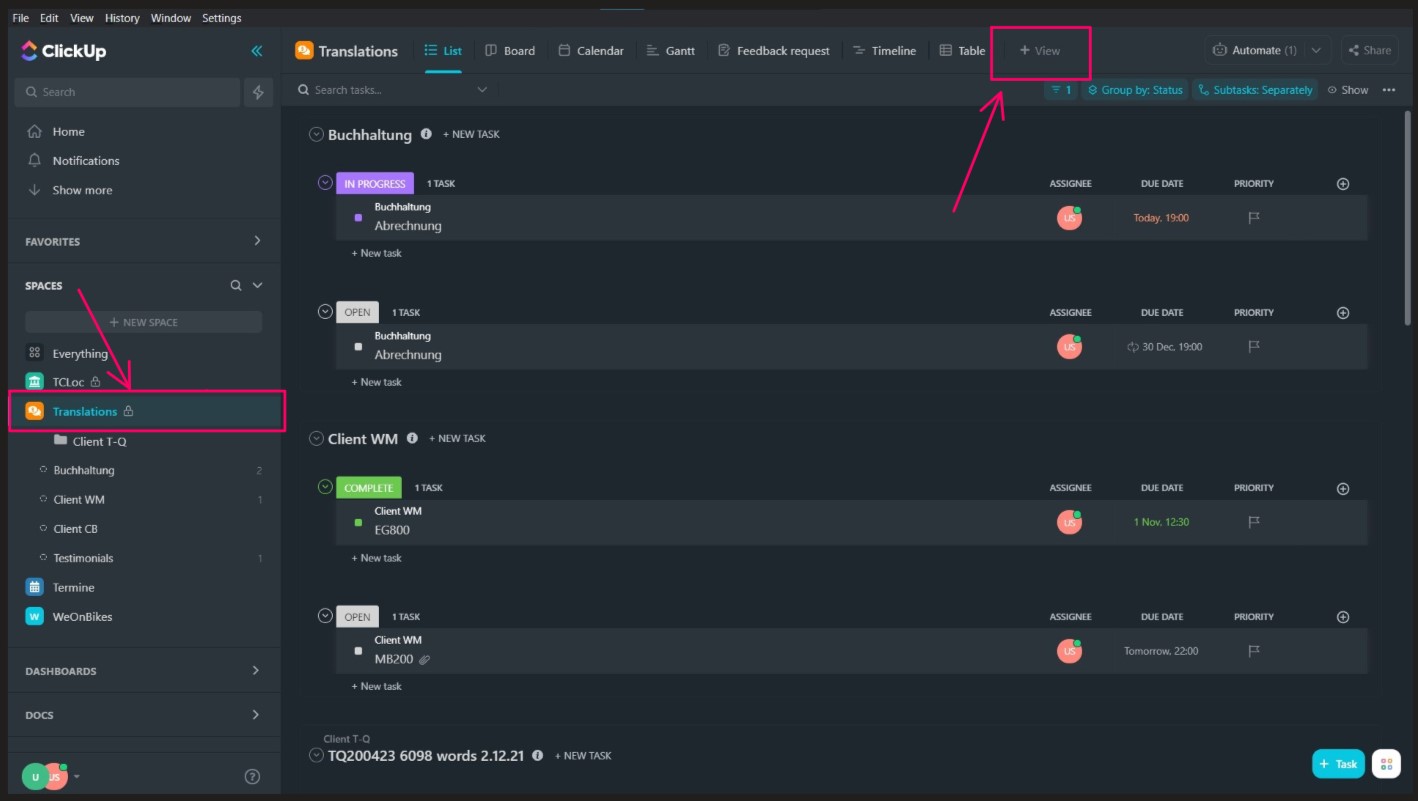 File Edit View History Window Settings
ClickUp
Search
Home
Notifications
Show more
FAVORITES
SPACES
+ NEW SPACE
Everything
TCLoc
Translations
Client T-Q
Buchhaltung 2
Client WM 1
Client CB
Testimonials 1
Termine
W WeOnBikes
DASHBOARDS
DOCS
U US
?
Translations List Board Calendar Gantt Feedback request Timeline Table + View Automate (1) Share
Search tasks... 1 Group by: Status Subtasks: Separately Show
Buchhaltung + NEW TASK
IN PROGRESS 1 TASK ASSIGNEE DUE DATE PRIORITY
Buchhaltung
Abrechnung US Today, 19:00
+ New task
OPEN 1 TASK ASSIGNEE DUE DATE PRIORITY
Buchhaltung
Abrechnung US 30 Dec, 19:00
+ New task
Client WM + NEW TASK
COMPLETE 1 TASK ASSIGNEE DUE DATE PRIORITY
Client WM
EG800 US 1 Nov, 12:30
+ New task
OPEN 1 TASK ASSIGNEE DUE DATE PRIORITY
Client WM
MB200 US Tomorrow, 22:00
+ New task
Client T-Q
TQ200423 6098 words 2.12.21 + NEW TASK
+ Task